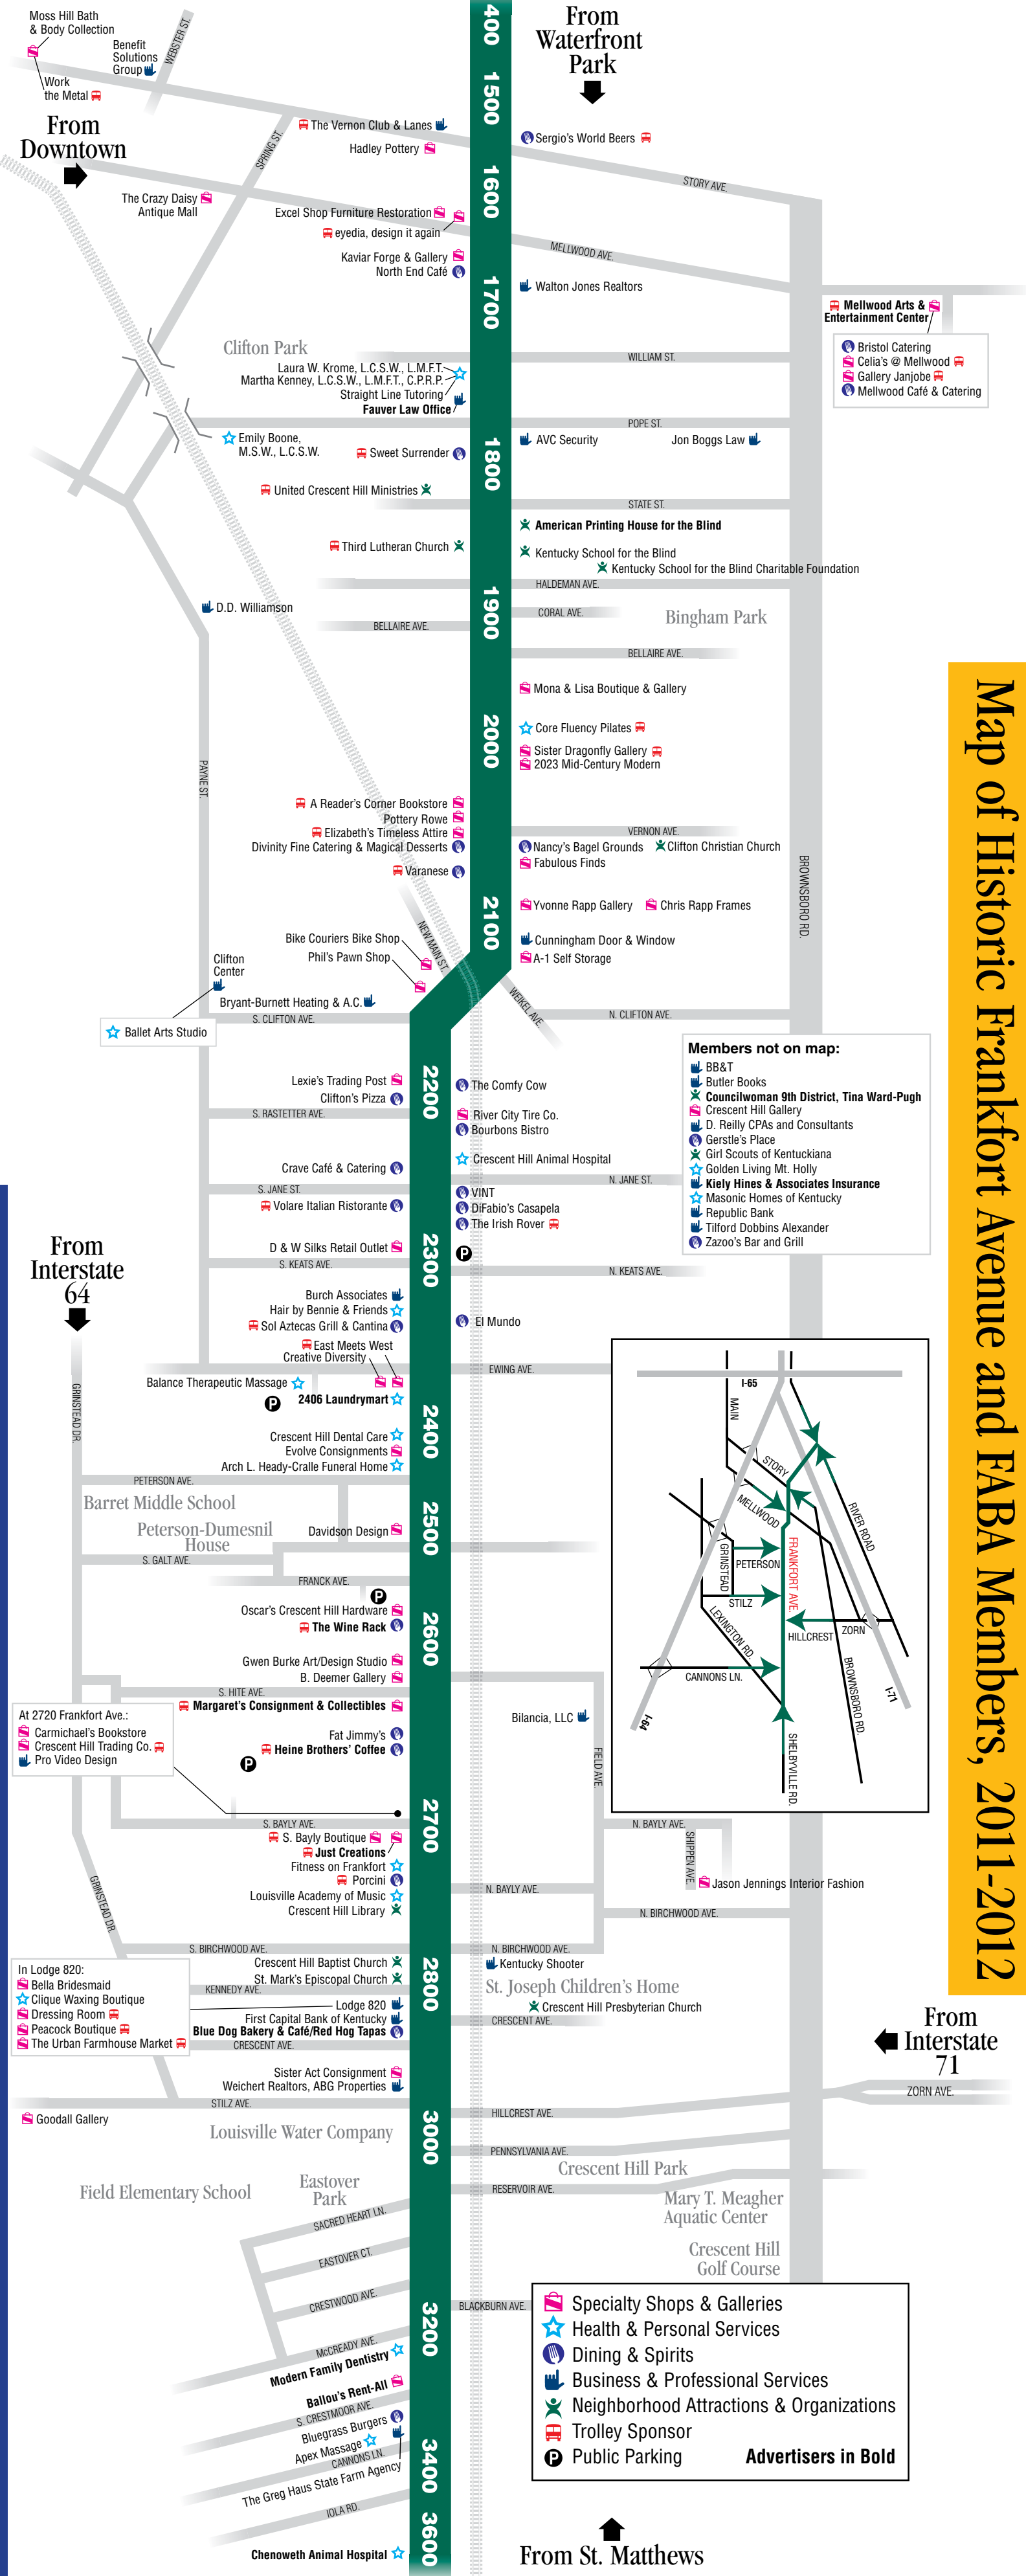 Moss Hill Bath
& Body Collection
Benefit
Solutions
Group
WEBSTER ST.
Work
the Metal
400
From
Waterfront
Park
1500
From
Downtown
SPRING ST.
The Vernon Club & Lanes
Hadley Pottery
Sergio's World Beers
STORY AVE.
1600
The Crazy Daisy
Antique Mall
Excel Shop Furniture Restoration
eyedia, design it again
MELLWOOD AVE.
Kaviar Forge & Gallery
North End Café
1700
Walton Jones Realtors
Mellwood Arts &
Entertainment Center
Bristol Catering
Celia's @ Mellwood
Gallery Janjobe
Mellwood Café & Catering
Clifton Park
WILLIAM ST.
Laura W. Krome, L.C.S.W., L.M.F.T.
Martha Kenney, L.C.S.W., L.M.F.T., C.P.R.P.
Straight Line Tutoring
Fauver Law Office
POPE ST.
Emily Boone,
M.S.W., L.C.S.W.
Sweet Surrender
1800
AVC Security
Jon Boggs Law
United Crescent Hill Ministries
STATE ST.
American Printing House for the Blind
Third Lutheran Church
Kentucky School for the Blind
Kentucky School for the Blind Charitable Foundation
HALDEMAN AVE.
D.D. Williamson
1900
CORAL AVE.
Bingham Park
BELLAIRE AVE.
BELLAIRE AVE.
Mona & Lisa Boutique & Gallery
2000
Core Fluency Pilates
Sister Dragonfly Gallery
2023 Mid-Century Modern
PAYNE ST.
A Reader's Corner Bookstore
Pottery Rowe
Elizabeth's Timeless Attire
Divinity Fine Catering & Magical Desserts
Varanese
VERNON AVE.
Nancy's Bagel Grounds
Clifton Christian Church
Fabulous Finds
BROWNSBORO RD.
2100
Yvonne Rapp Gallery
Chris Rapp Frames
NEW MAIN ST.
Bike Couriers Bike Shop
Phil's Pawn Shop
Cunningham Door & Window
A-1 Self Storage
Clifton
Center
Bryant-Burnett Heating & A.C.
WEIKEL AVE.
S. CLIFTON AVE.
N. CLIFTON AVE.
Ballet Arts Studio
Members not on map:
BB&T
Butler Books
Councilwoman 9th District, Tina Ward-Pugh
Crescent Hill Gallery
D. Reilly CPAs and Consultants
Gerstle's Place
Girl Scouts of Kentuckiana
Golden Living Mt. Holly
Kiely Hines & Associates Insurance
Masonic Homes of Kentucky
Republic Bank
Tilford Dobbins Alexander
Zazoo's Bar and Grill
2200
Lexie's Trading Post
Clifton's Pizza
The Comfy Cow
S. RASTETTER AVE.
River City Tire Co.
Bourbons Bistro
Crave Café & Catering
Crescent Hill Animal Hospital
N. JANE ST.
S. JANE ST.
VINT
Volare Italian Ristorante
DiFabio's Casapela
The Irish Rover
From
Interstate
64
D & W Silks Retail Outlet
P
2300
S. KEATS AVE.
N. KEATS AVE.
Burch Associates
Hair by Bennie & Friends
Sol Aztecas Grill & Cantina
El Mundo
East Meets West
Creative Diversity
EWING AVE.
Balance Therapeutic Massage
P
2406 Laundrymart
GRINSTEAD DR.
2400
Crescent Hill Dental Care
Evolve Consignments
Arch L. Heady-Cralle Funeral Home
PETERSON AVE.
Barret Middle School
Peterson-Dumesnil
House
Davidson Design
2500
S. GALT AVE.
FRANCK AVE.
P
Oscar's Crescent Hill Hardware
The Wine Rack
2600
Gwen Burke Art/Design Studio
B. Deemer Gallery
S. HITE AVE.
Margaret's Consignment & Collectibles
Bilancia, LLC
At 2720 Frankfort Ave.:
Carmichael's Bookstore
Crescent Hill Trading Co.
Pro Video Design
Fat Jimmy's
Heine Brothers' Coffee
P
FIELD AVE.
2700
S. BAYLY AVE.
N. BAYLY AVE.
S. Bayly Boutique
Just Creations
Fitness on Frankfort
Porcini
Louisville Academy of Music
Crescent Hill Library
N. BAYLY AVE.
SHIPPEN AVE.
Jason Jennings Interior Fashion
N. BIRCHWOOD AVE.
GRINSTEAD DR.
S. BIRCHWOOD AVE.
N. BIRCHWOOD AVE.
I-65
MAIN
STORY
MELLWOOD
RIVER ROAD
GRINSTEAD
PETERSON
FRANKFORT AVE.
STILZ
LEXINGTON RD.
HILLCREST
ZORN
CANNONS LN.
BROWNSBORO RD.
I-71
I-64
SHELBYVILLE RD.
Map of Historic Frankfort Avenue and FABA Members, 2011-2012
In Lodge 820:
Bella Bridesmaid
Clique Waxing Boutique
Dressing Room
Peacock Boutique
The Urban Farmhouse Market
Crescent Hill Baptist Church
St. Mark's Episcopal Church
KENNEDY AVE.
Lodge 820
First Capital Bank of Kentucky
Blue Dog Bakery & Café/Red Hog Tapas
CRESCENT AVE.
2800
Kentucky Shooter
St. Joseph Children's Home
Crescent Hill Presbyterian Church
CRESCENT AVE.
From
Interstate
71
Sister Act Consignment
Weichert Realtors, ABG Properties
ZORN AVE.
STILZ AVE.
Goodall Gallery
Louisville Water Company
3000
HILLCREST AVE.
PENNSYLVANIA AVE.
Crescent Hill Park
RESERVOIR AVE.
Field Elementary School
Eastover
Park
SACRED HEART LN.
Mary T. Meagher
Aquatic Center
EASTOVER CT.
Crescent Hill
Golf Course
CRESTWOOD AVE.
3200
BLACKBURN AVE.
McCREADY AVE.
Modern Family Dentistry
Ballou's Rent-All
S. CRESTMOOR AVE.
Bluegrass Burgers
Apex Massage
CANNONS LN.
The Greg Haus State Farm Agency
3400
IOLA RD.
3600
Chenoweth Animal Hospital
Specialty Shops & Galleries
Health & Personal Services
Dining & Spirits
Business & Professional Services
Neighborhood Attractions & Organizations
Trolley Sponsor
P Public Parking
Advertisers in Bold
From St. Matthews